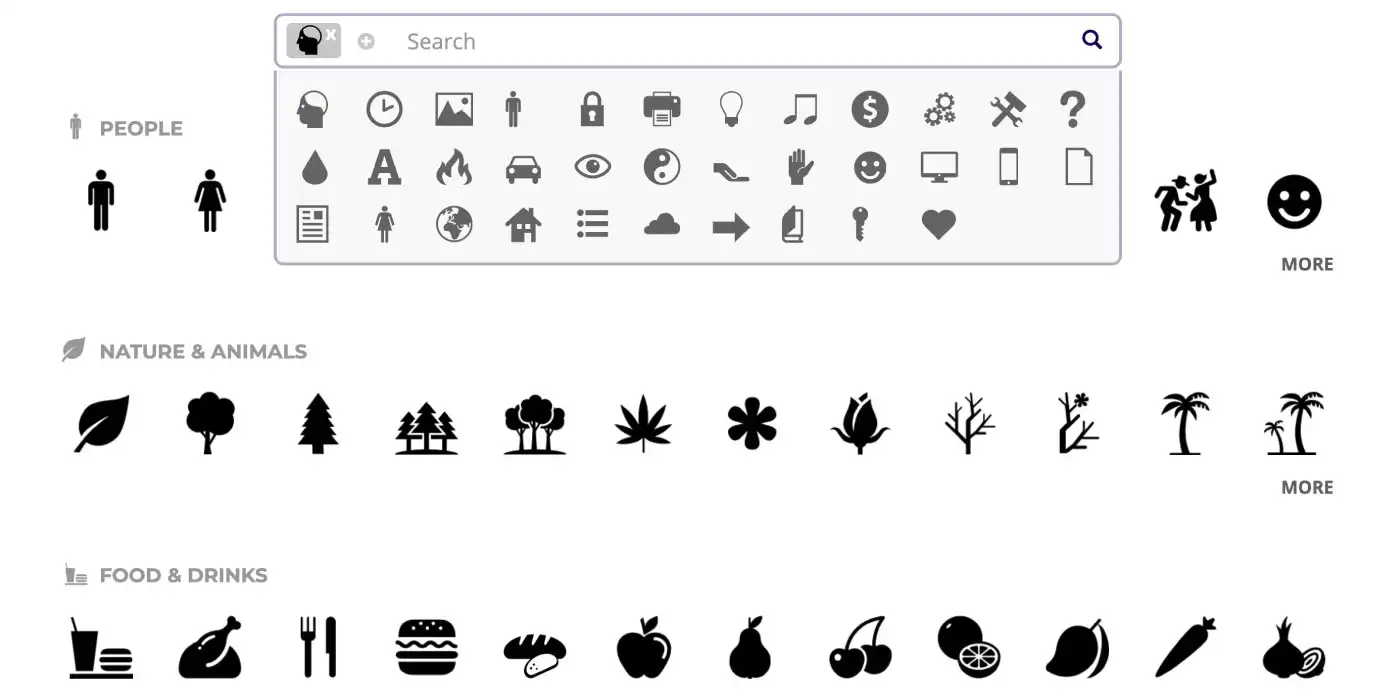 x
Search
PEOPLE
MORE
NATURE & ANIMALS
MORE
FOOD & DRINKS